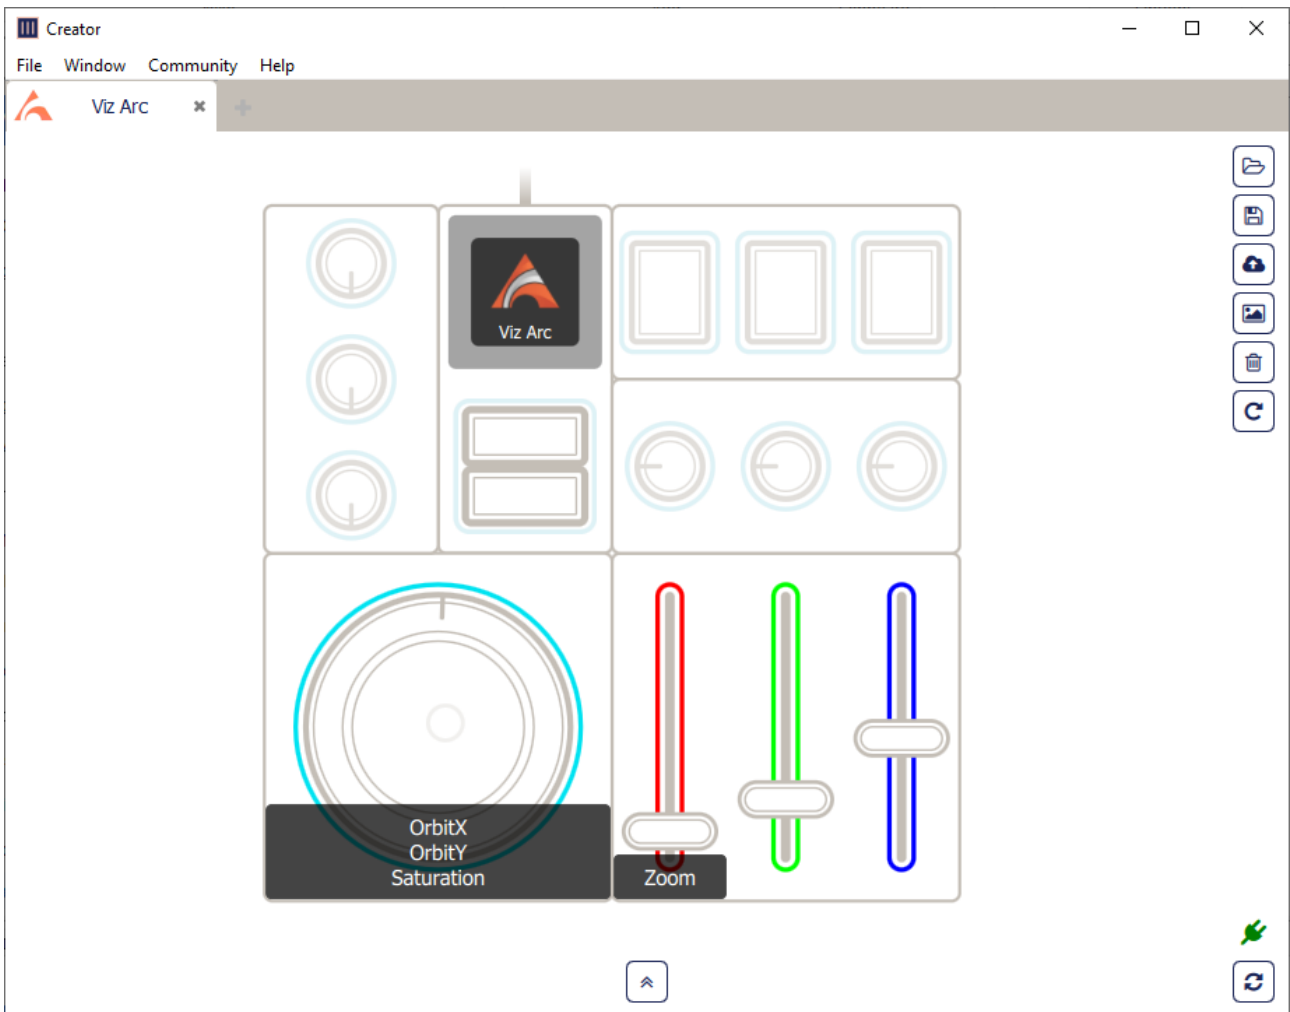 Creator
File Window Community Help
Viz Arc
Viz Arc
OrbitX
OrbitY
Saturation
Zoom